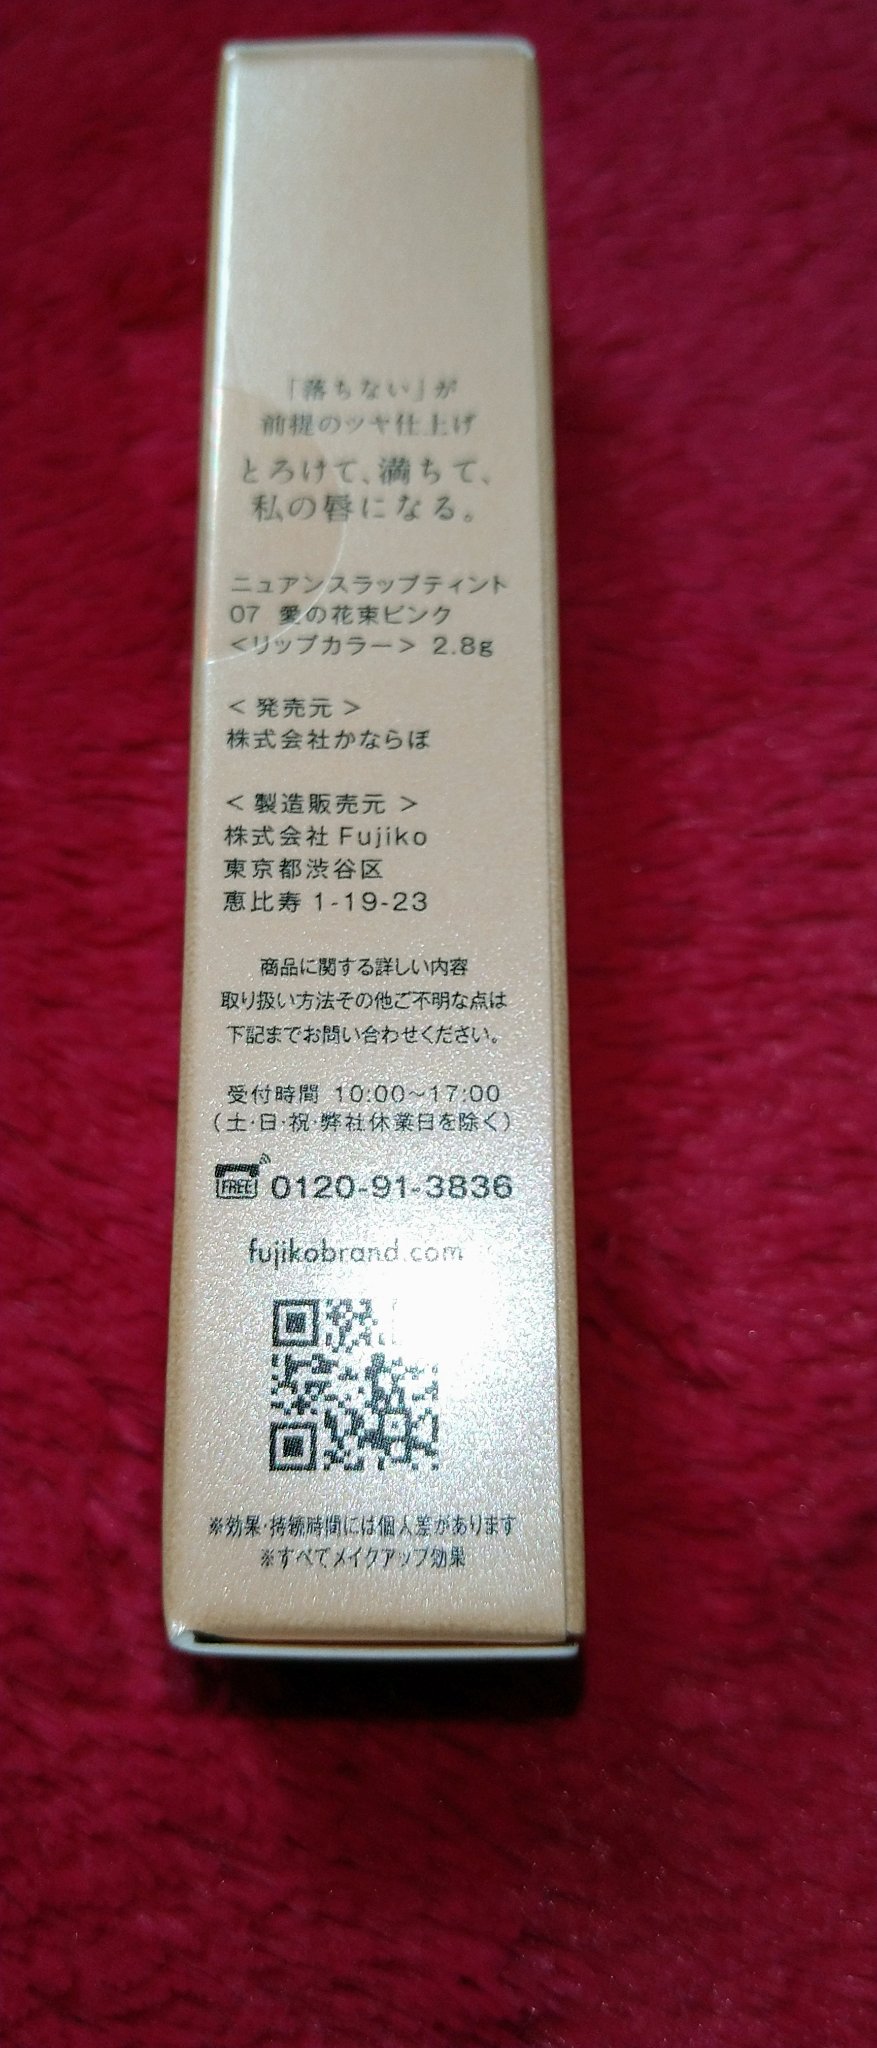 「落ちない」が
前提のツヤ仕上げ
とろけて、満ちて、
私の唇になる。
ニュアンスラップティント
07 愛の花束ピンク
<リップカラー> 2.8g
< 発売元 >
株式会社かならぼ
< 製造販売元 >
株式会社 Fujiko
東京都渋谷区
恵比寿 1-19-23
商品に関する詳しい内容
取り扱い方法その他ご不明な点は
下記までお問い合わせください。
受付時間 10:00~17:00
(土・日・祝・弊社休業日を除く)
FREE 0120-91-3836
fujikobrand.com
※効果・持続時間には個人差があります
※すべてメイクアップ効果